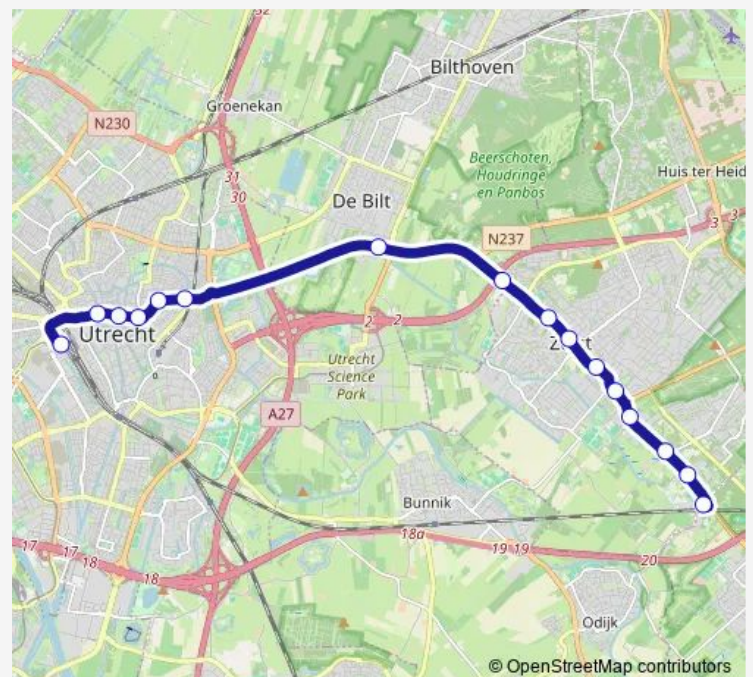 32
Bilthoven
Groenekan
N230
31
30
Beerschoten,
Houdringe
en Panbos
Huis ter Heid
De Bilt
3
3
N237
Utrecht
2
2
Utrecht
Science
Park
A27
Bunnik
18a
19 19
20
17
17
18
18
Odijk
© OpenStreetMap contributors